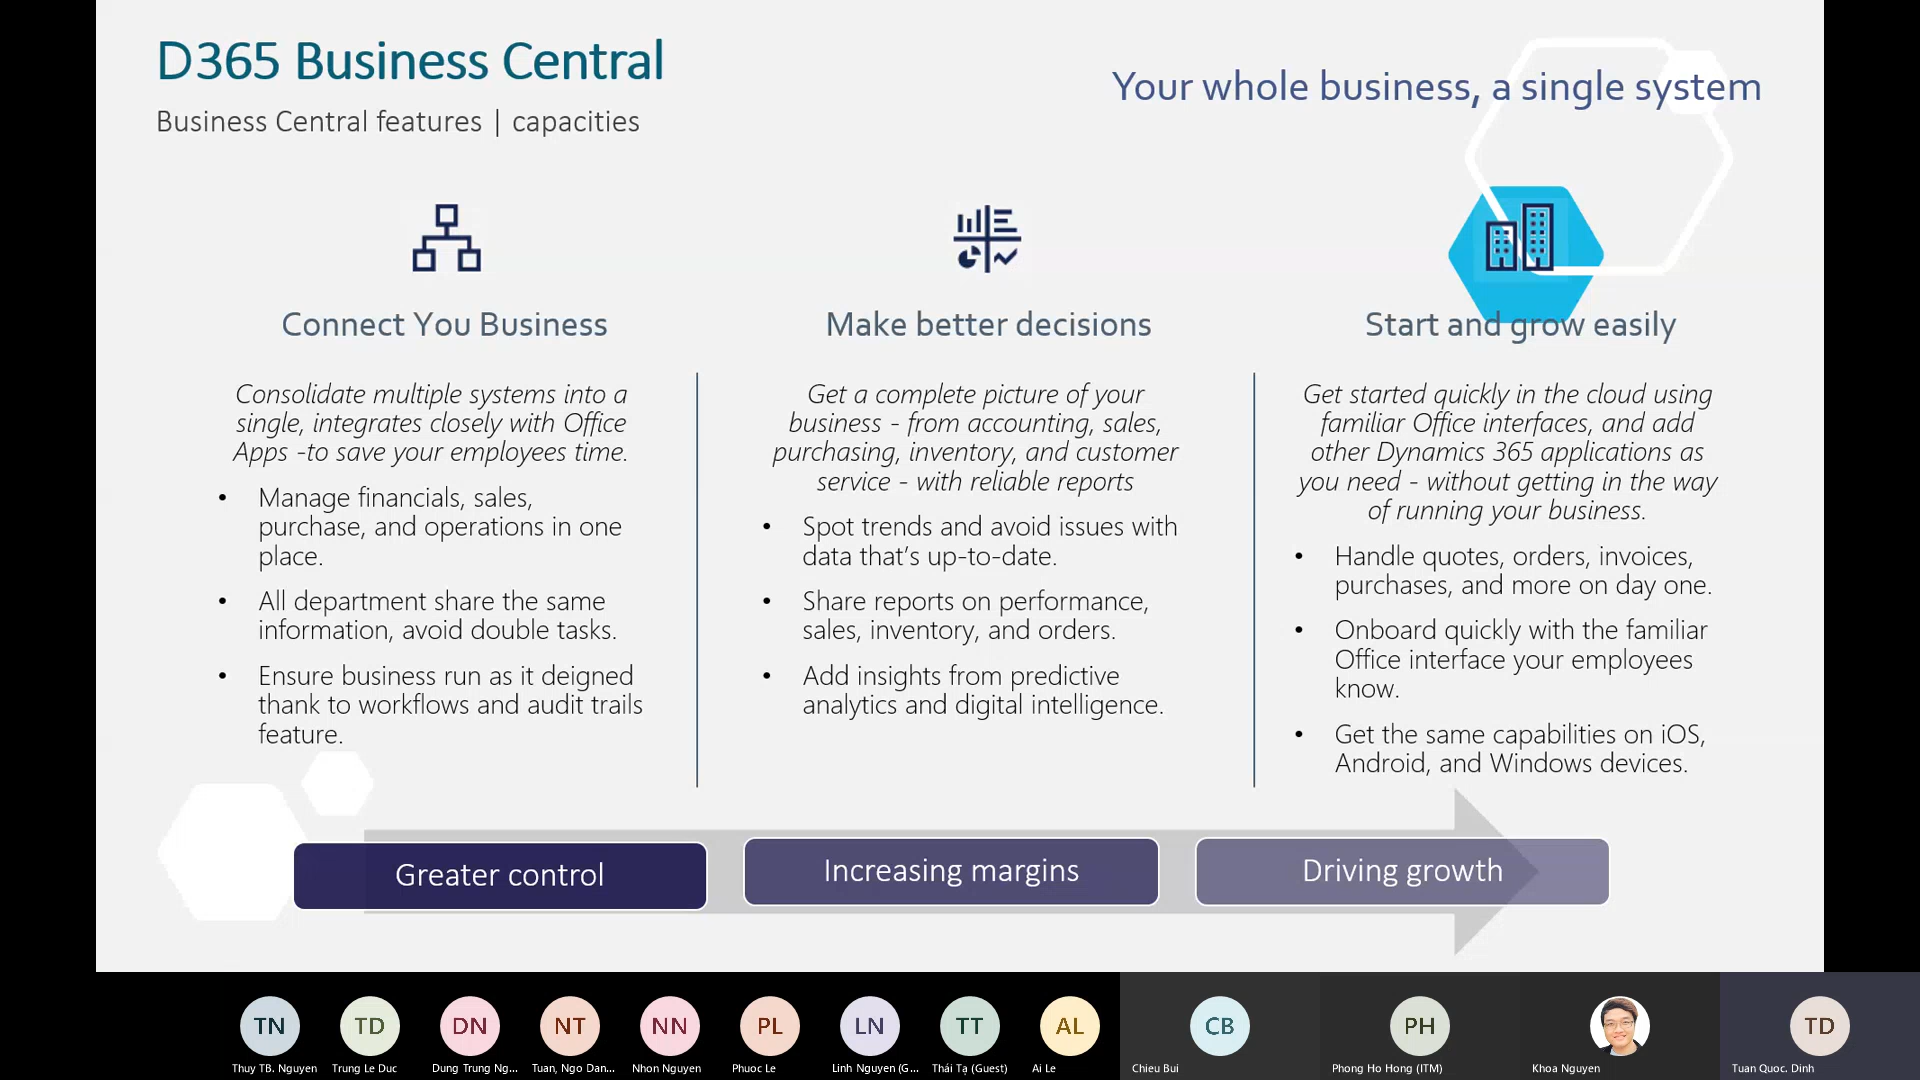 D365 Business Central
Business Central features | capacities
Your whole business, a single system
Connect You Business
Consolidate multiple systems into a
single, integrates closely with Office
Apps -to save your employees time.
• Manage financials, sales,
purchase, and operations in one
place.
• All department share the same
information, avoid double tasks.
• Ensure business run as it deigned
thank to workflows and audit trails
feature.
Make better decisions
Get a complete picture of your
business - from accounting, sales,
purchasing, inventory, and customer
service - with reliable reports
• Spot trends and avoid issues with
data that’s up-to-date.
• Share reports on performance,
sales, inventory, and orders.
• Add insights from predictive
analytics and digital intelligence.
Start and grow easily
Get started quickly in the cloud using
familiar Office interfaces, and add
other Dynamics 365 applications as
you need - without getting in the way
of running your business.
• Handle quotes, orders, invoices,
purchases, and more on day one.
• Onboard quickly with the familiar
Office interface your employees
know.
• Get the same capabilities on iOS,
Android, and Windows devices.
Greater control
Increasing margins
Driving growth
TN
TD
DN
NT
NN
PL
LN
TT
AL
CB
PH
TD
Thuy TB. Nguyen
Trung Le Duc
Dung Trung Ng...
Tuan, Ngo Dan...
Nhon Nguyen
Phuoc Le
Linh Nguyen (G...
Thái Tạ (Guest)
Ai Le
Chieu Bui
Phong Ho Hong (ITM)
Khoa Nguyen
Tuan Quoc. Dinh